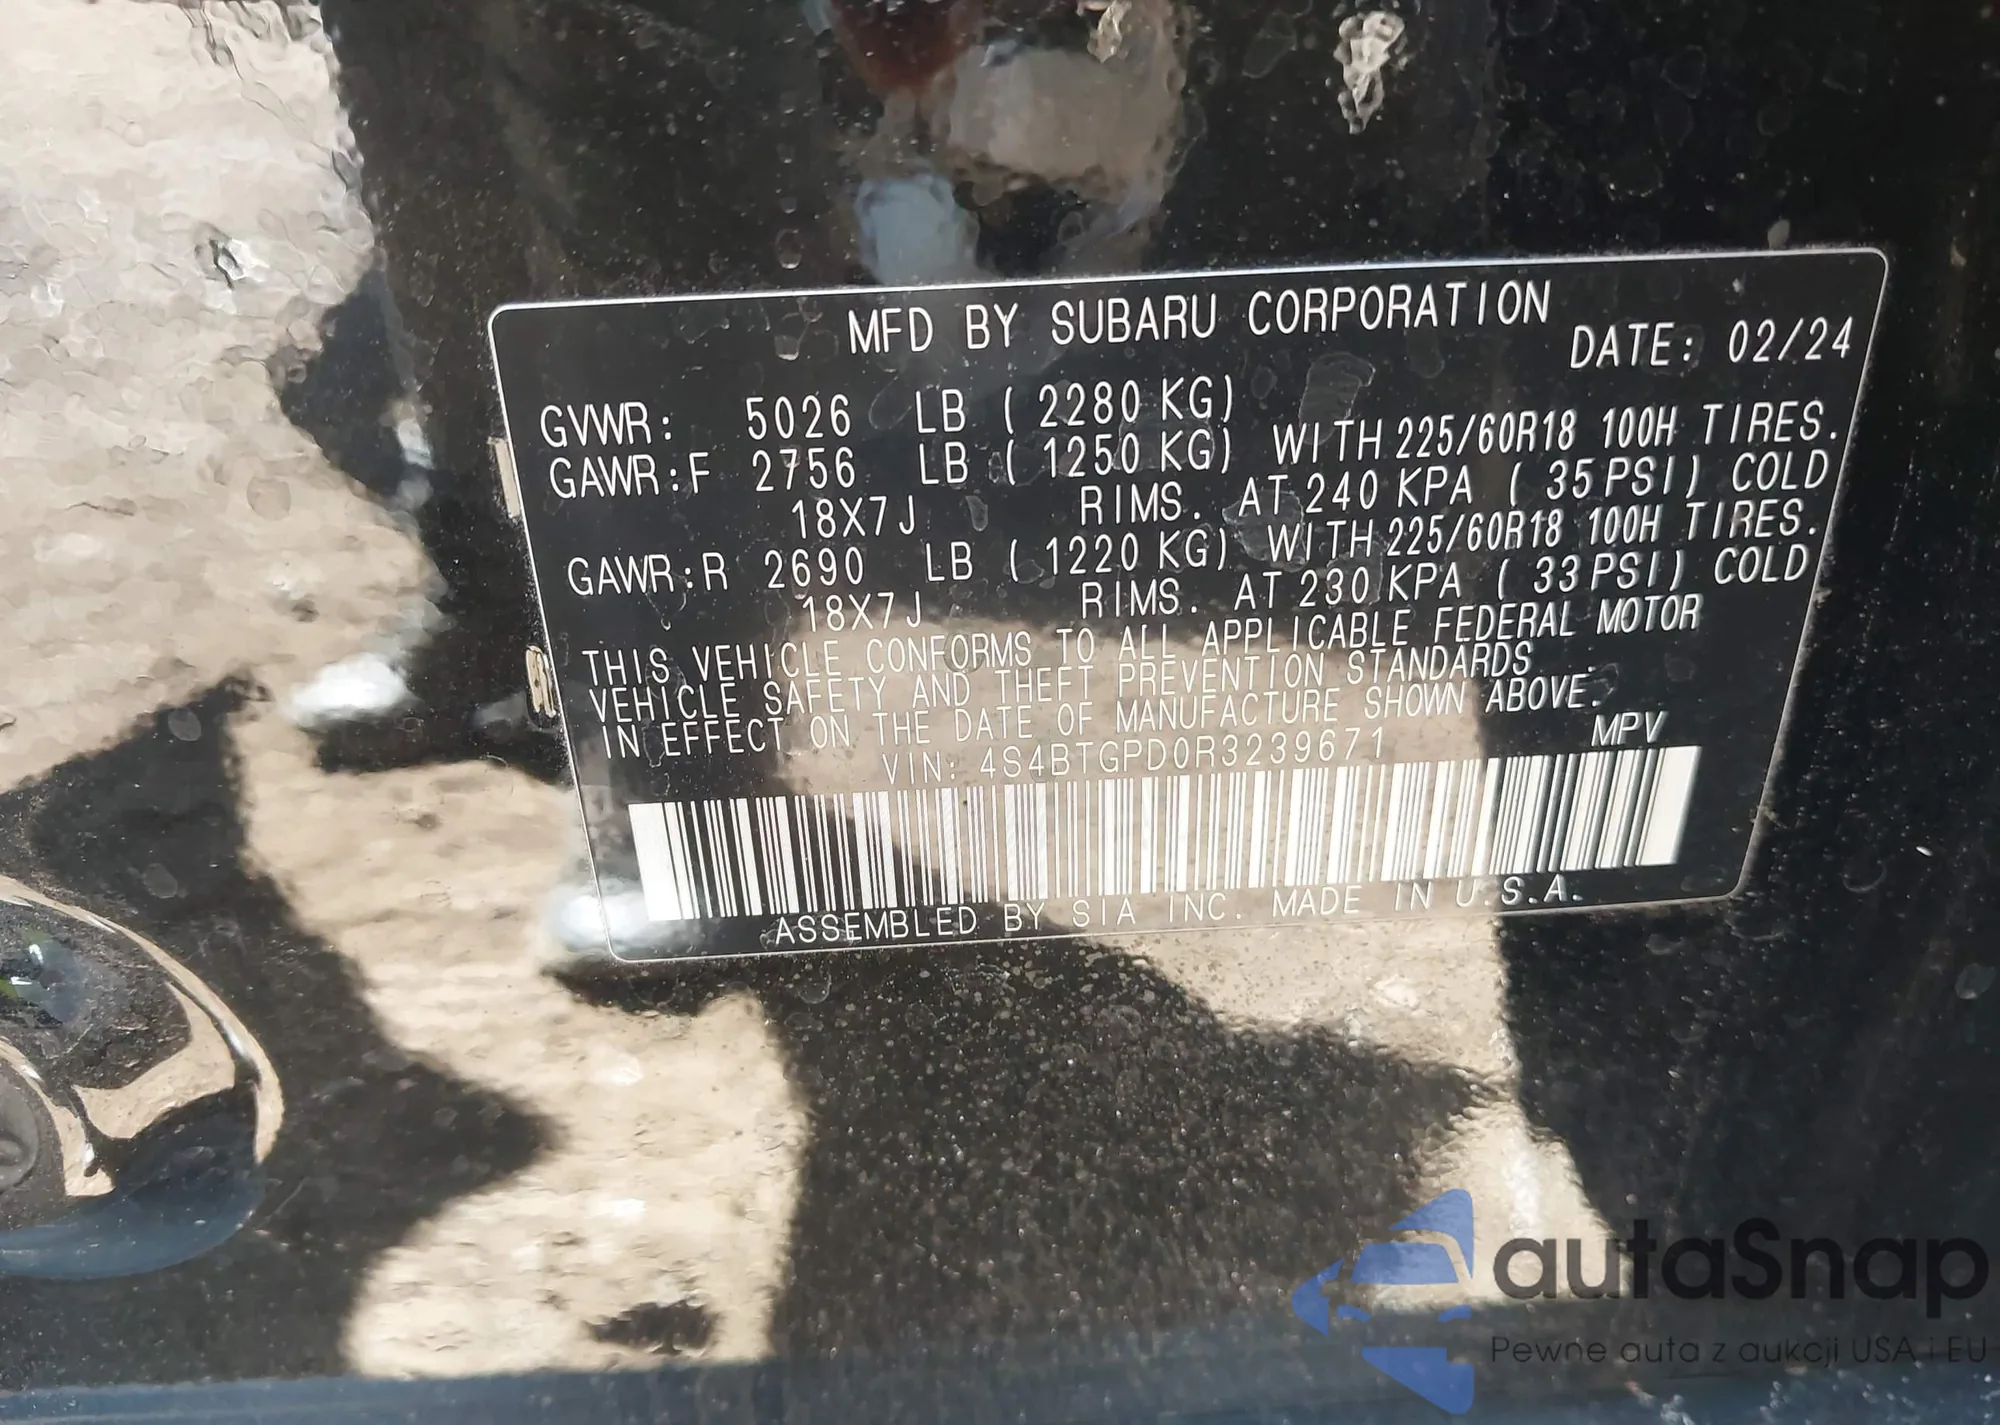 MFD BY SUBARU CORPORATION
DATE: 02/24
GVWR: 5026 LB ( 2280 KG)
GAWR:F 2756 LB ( 1250 KG) WITH 225/60R18 100H TIRES.
18X7J RIMS. AT 240 KPA ( 35 PSI) COLD
GAWR:R 2690 LB ( 1220 KG) WITH 225/60R18 100H TIRES.
18X7J RIMS. AT 230 KPA ( 33 PSI) COLD
THIS VEHICLE CONFORMS TO ALL APPLICABLE FEDERAL MOTOR
VEHICLE SAFETY AND THEFT PREVENTION STANDARDS
IN EFFECT ON THE DATE OF MANUFACTURE SHOWN ABOVE.
VIN: 4S4BTGPD0R3239671 MPV
ASSEMBLED BY SIA INC. MADE IN U.S.A.
autaSnap
Pewne auta z aukcji USA i EU